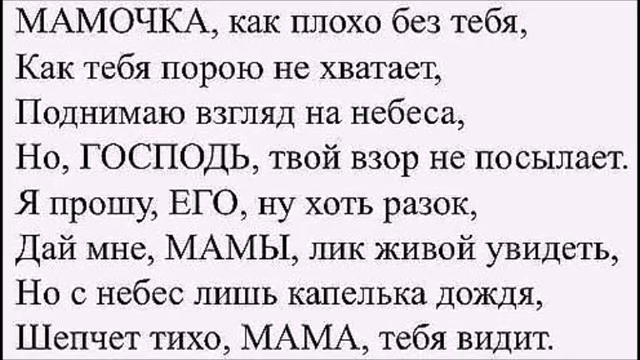 МАМОЧКА, как плохо без тебя,
Как тебя порою не хватает,
Поднимаю взгляд на небеса,
Но, ГОСПОДЬ, твой взор не посылает.
Я прошу, ЕГО, ну хоть разок,
Дай мне, МАМЫ, лик живой увидеть,
Но с небес лишь капелька дождя,
Шепчет тихо, МАМА, тебя видит.